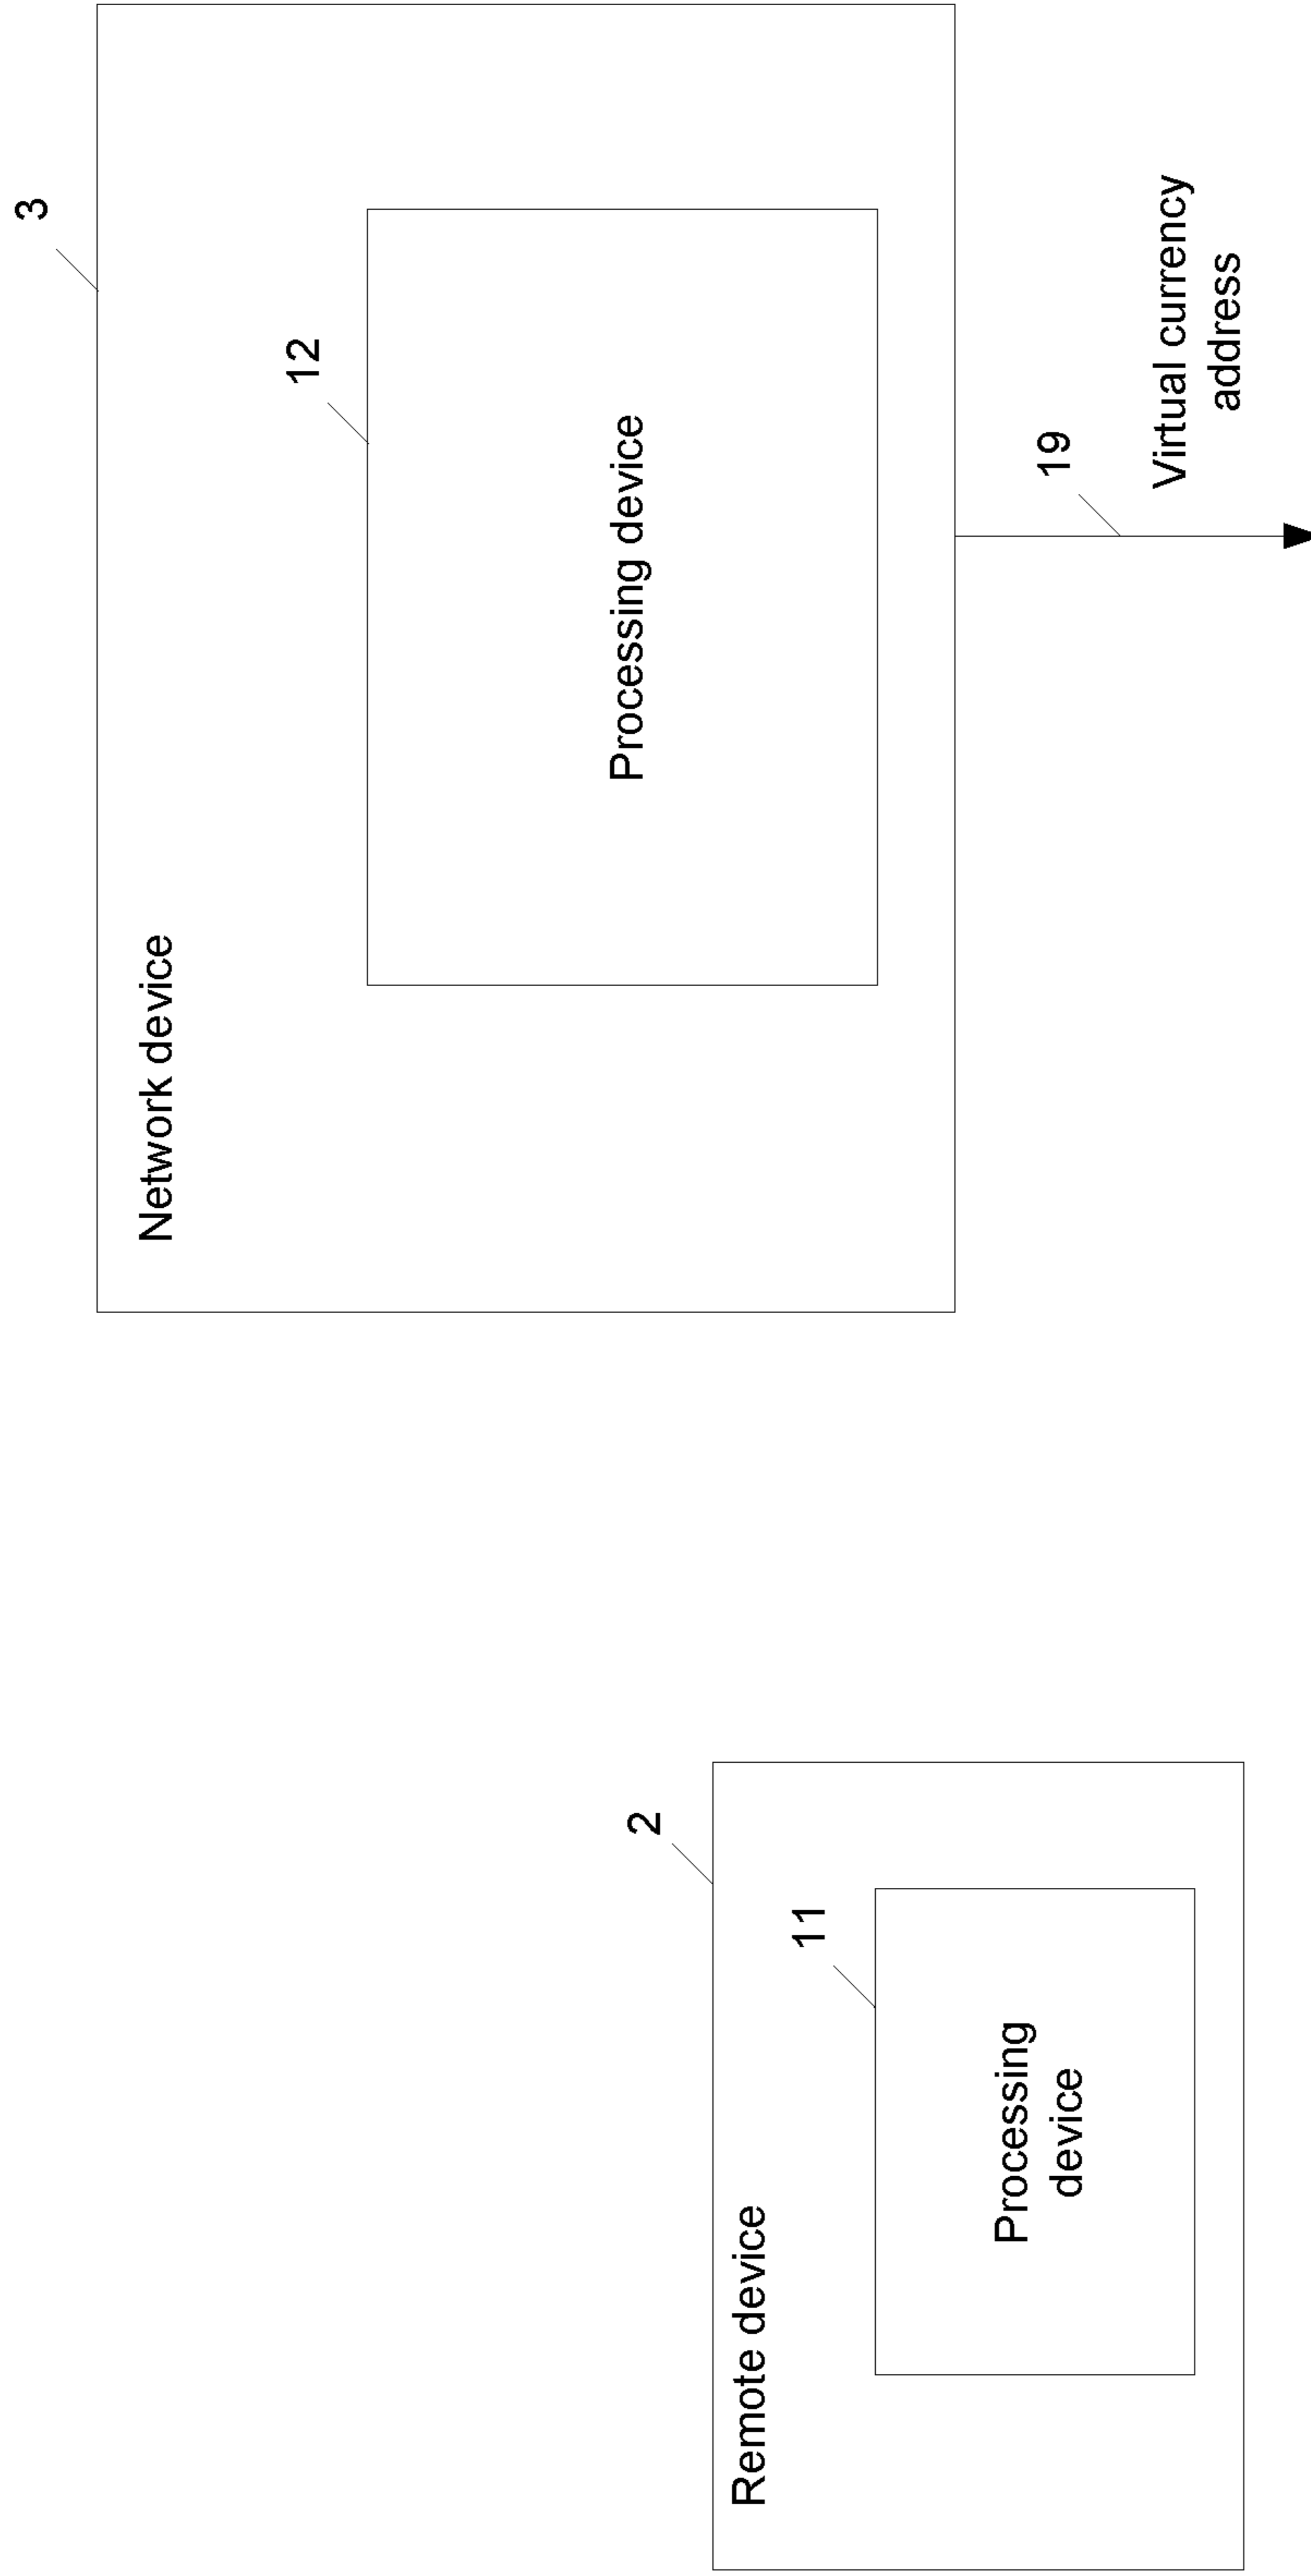 3
Network device
12
Processing device
2
Remote device
11
Processing
device
19
Virtual currency
address